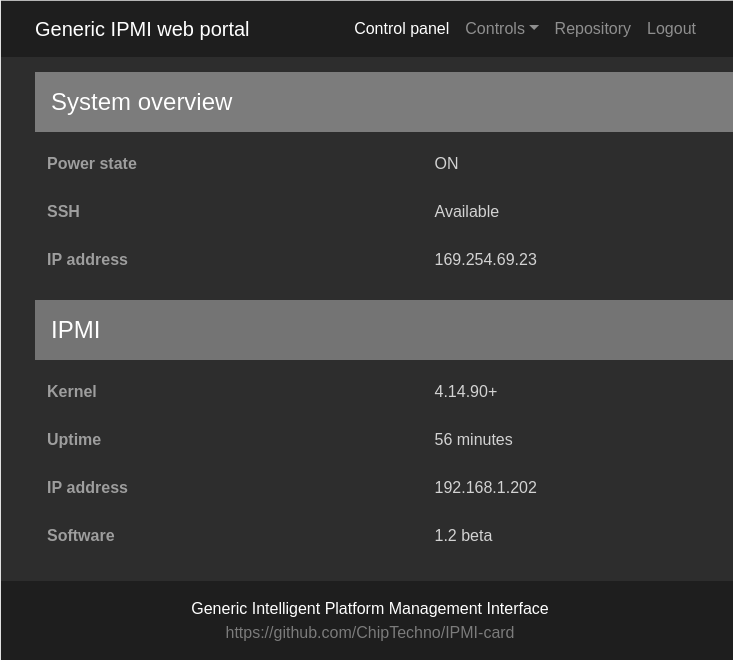 Generic IPMI web portal Control panel Controls Repository Logout
System overview
Power state ON
SSH Available
IP address 169.254.69.23
IPMI
Kernel 4.14.90+
Uptime 56 minutes
IP address 192.168.1.202
Software 1.2 beta
Generic Intelligent Platform Management Interface
https://github.com/ChipTechno/IPMI-card